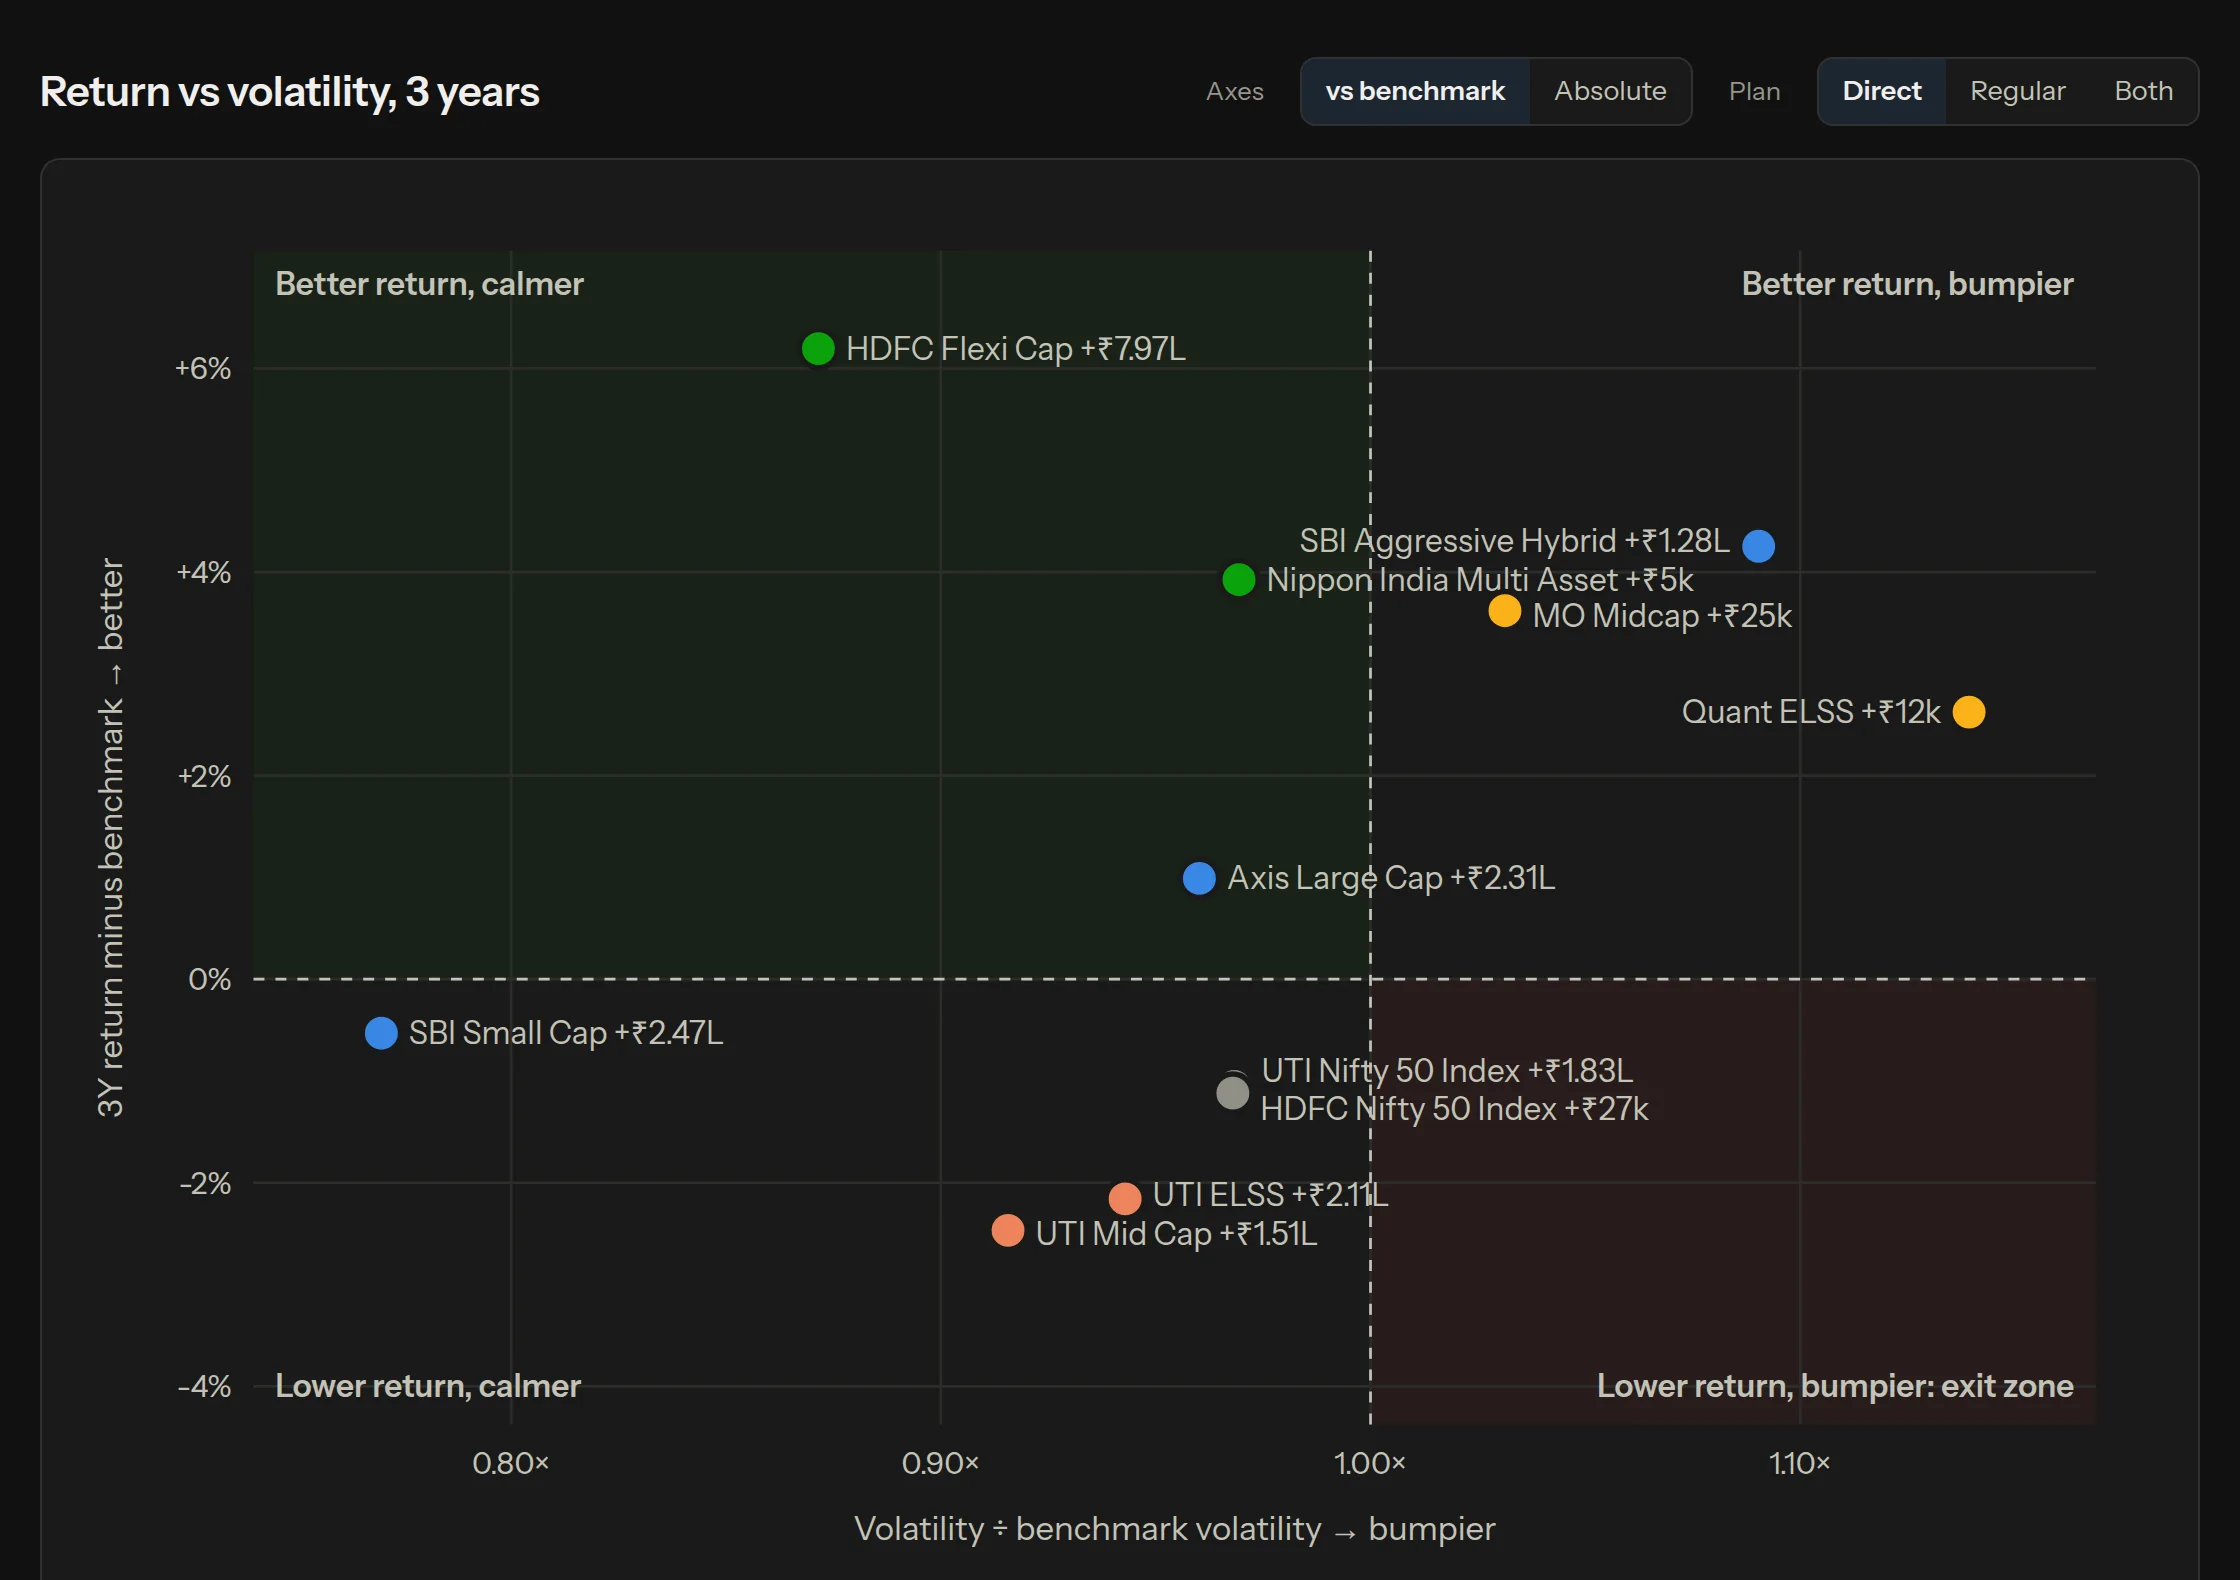 Return vs volatility, 3 years
Axes
vs benchmark
Absolute
Plan
Direct
Regular
Both
Better return, calmer
Better return, bumpier
HDFC Flexi Cap +₹7.97L
+6%
SBI Aggressive Hybrid +₹1.28L
+4%
Nippon India Multi Asset +₹5k
MO Midcap +₹25k
Quant ELSS +₹12k
+2%
Axis Large Cap +₹2.31L
0%
3Y return minus benchmark → better
SBI Small Cap +₹2.47L
UTI Nifty 50 Index +₹1.83L
HDFC Nifty 50 Index +₹27k
-2%
UTI ELSS +₹2.11L
UTI Mid Cap +₹1.51L
-4%
Lower return, calmer
Lower return, bumpier: exit zone
0.80×
0.90×
1.00×
1.10×
Volatility ÷ benchmark volatility → bumpier